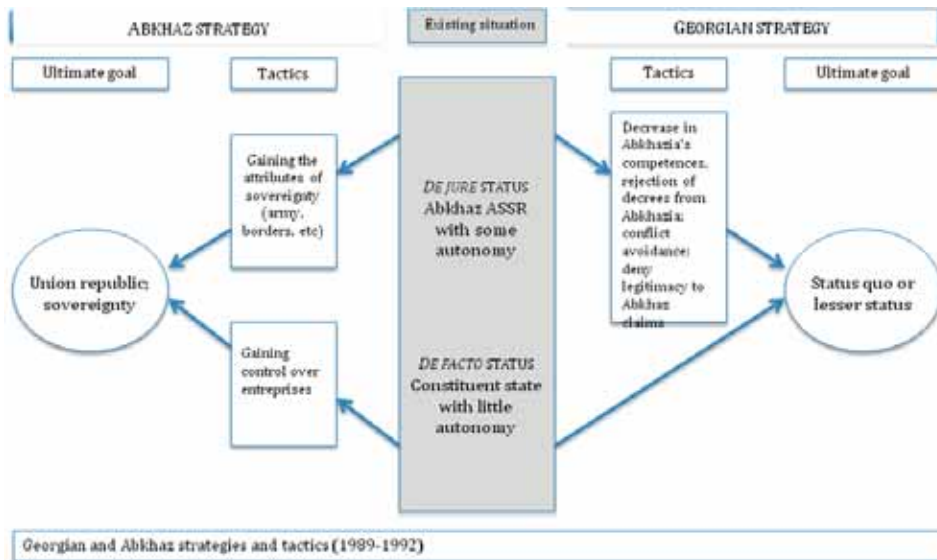 ABKHAZ STRATEGY
Existing situation
GEORGIAN STRATEGY
Ultimate goal
Tactics
Tactics
Ultimate goal
Gaining the
attributes of
sovereignty
(army,
borders, etc)
Union republic;
sovereignty
Gaining
control over
entreprises
DE JURE STATUS
Abkhaz ASSR
with some
autonomy
DE FACTO STATUS
Constituent state
with little
autonomy
Decrease in
Abkhazia's
competences,
rejection of
decrees from
Abkhazia;
conflict
avoidance;
deny
legitimacy to
Abkhaz
claims
Status quo or
lesser status
Georgian and Abkhaz strategies and tactics (1989-1992)